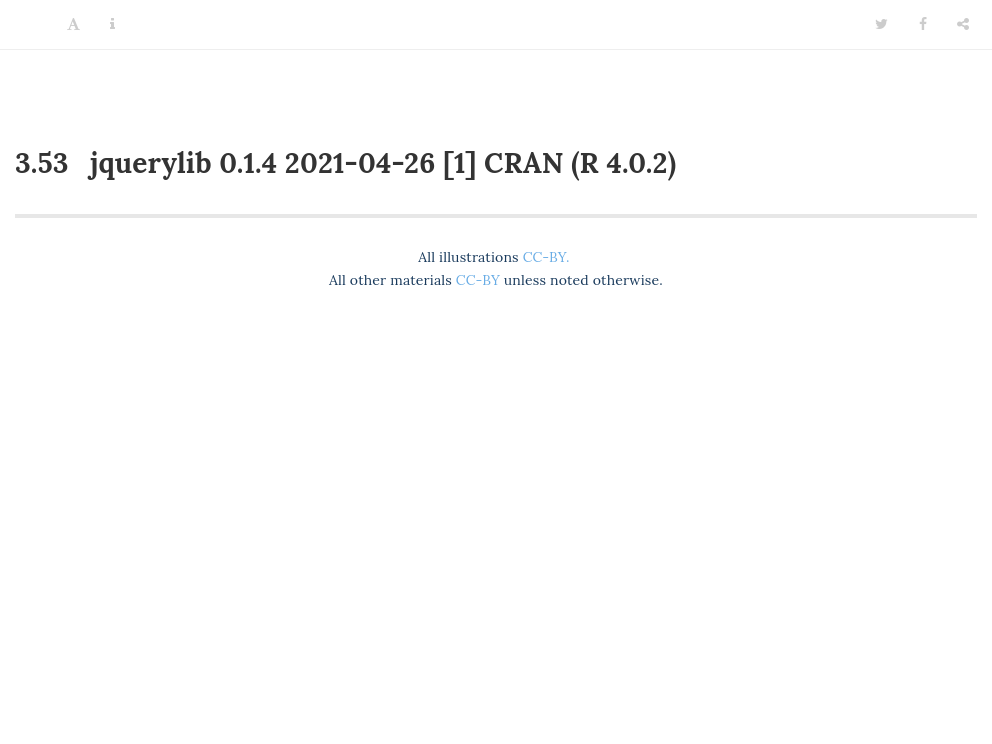 3.53 jquerylib 0.1.4 2021-04-26 [1] CRAN (R 4.0.2)
All illustrations CC-BY.
All other materials CC-BY unless noted otherwise.